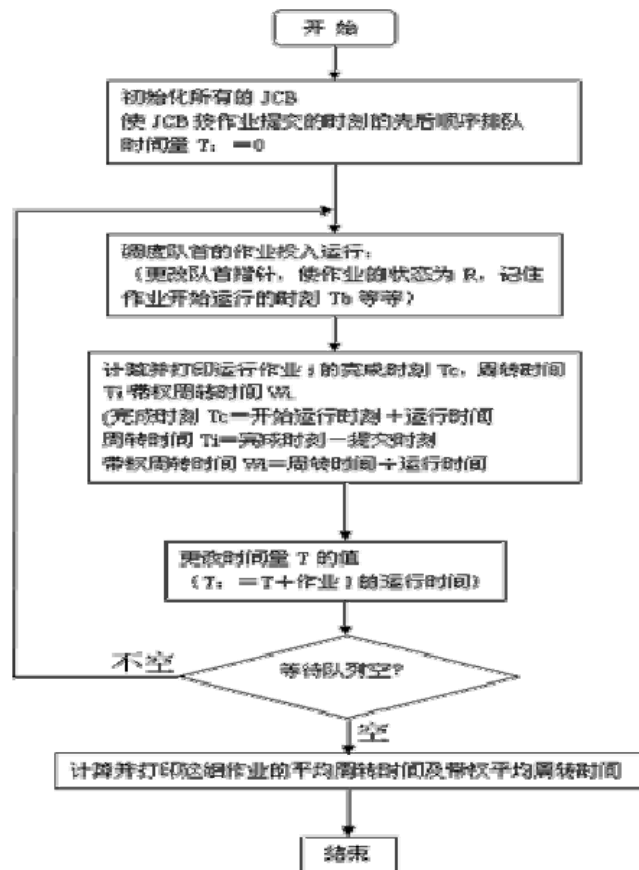 开 始
初始化所有的 JCB
使 JCB 按作业提交的时刻的先后顺序排队
时间量 T：=0
调度队首的作业投入运行：
（更改队首指针，使作业的状态为 R，记住
作业开始运行的时刻 Tb 等等）
计算并打印运行作业 i 的完成时刻 Tc，周转时间
Ti 带权周转时间 Wi
(完成时刻 Tc=开始运行时刻+运行时间
周转时间 Ti=完成时刻-提交时刻
带权周转时间 Wi=周转时间÷运行时间
更改时间量 T 的值
（T：=T+作业 i 的运行时间）
不空
等待队列空?
空
计算并打印这组作业的平均周转时间及带权平均周转时间
结束